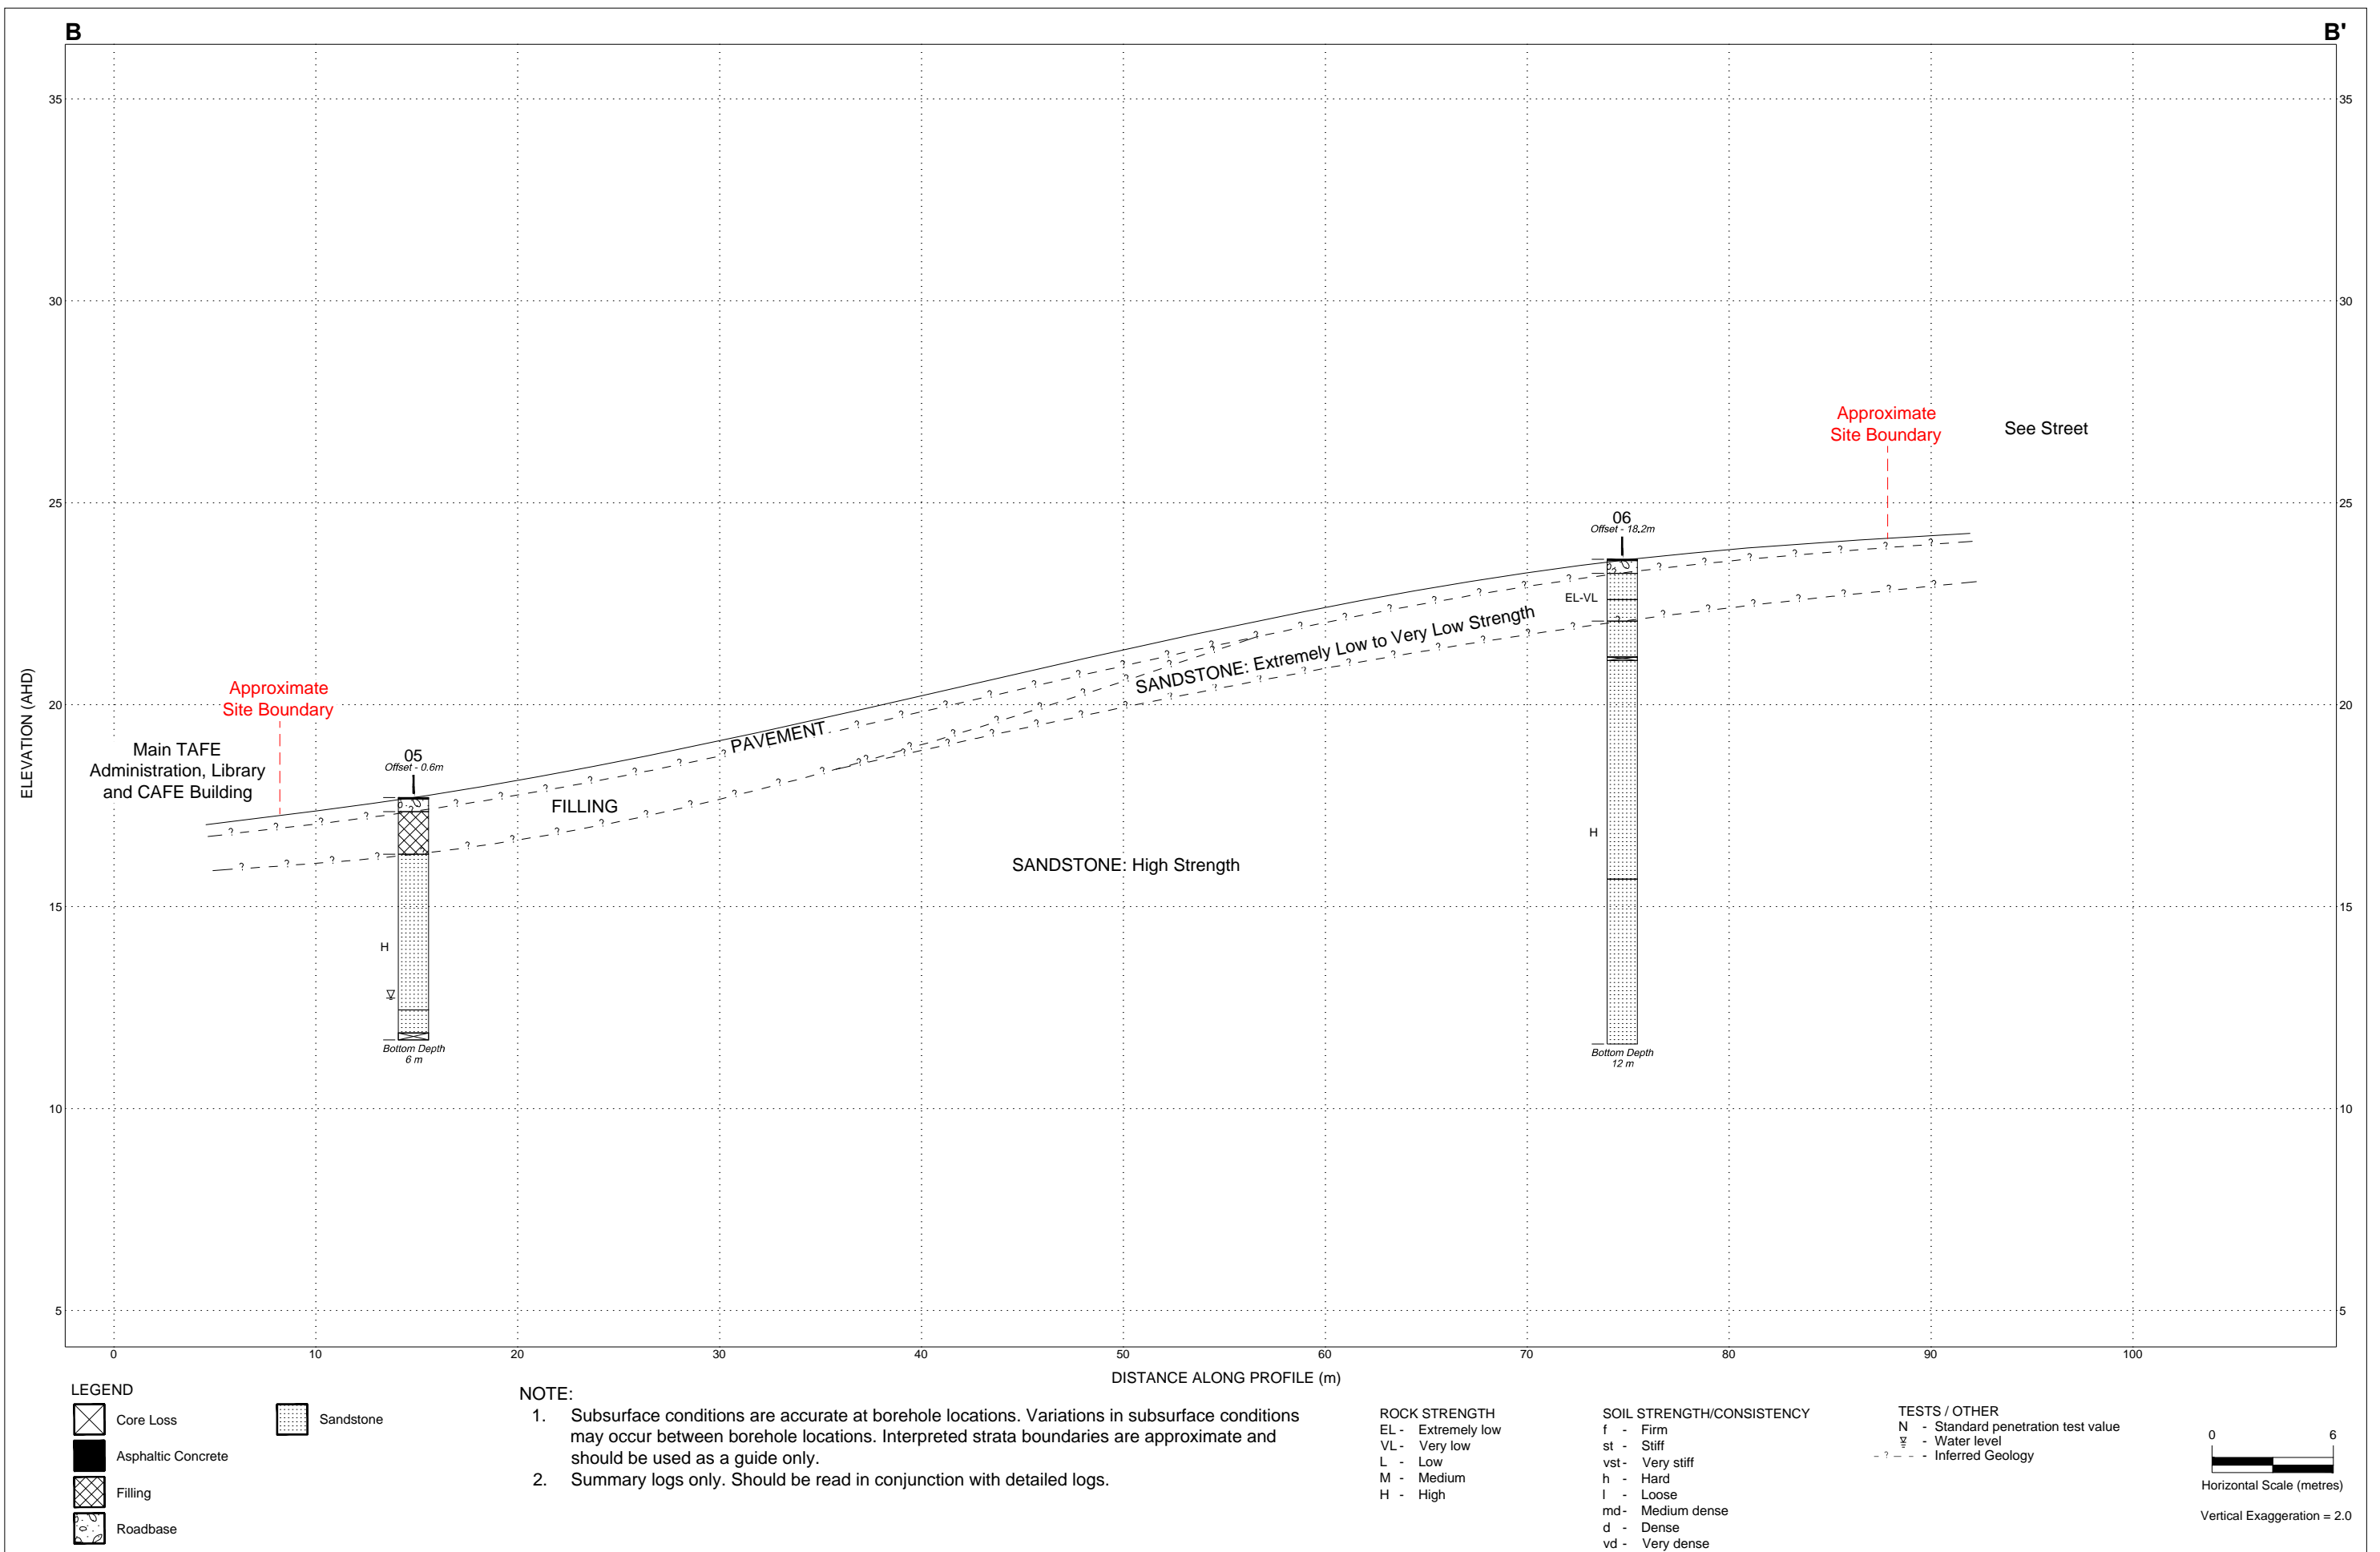 B
B'
35
35
30
30
Approximate
Site Boundary
See Street
25
25
06
Offset - 18.2m
EL-VL
SANDSTONE: Extremely Low to Very Low Strength
ELEVATION (AHD)
Approximate
Site Boundary
20
20
PAVEMENT
Main TAFE
Administration, Library
and CAFE Building
05
Offset - 0.6m
FILLING
H
SANDSTONE: High Strength
15
15
H
Bottom Depth
6 m
Bottom Depth
12 m
10
10
5
5
0 10 20 30 40 50 60 70 80 90 100
DISTANCE ALONG PROFILE (m)
LEGEND
Core Loss
Asphaltic Concrete
Filling
Roadbase
Sandstone
NOTE:
1. Subsurface conditions are accurate at borehole locations. Variations in subsurface conditions
may occur between borehole locations. Interpreted strata boundaries are approximate and
should be used as a guide only.
2. Summary logs only. Should be read in conjunction with detailed logs.
ROCK STRENGTH
EL - Extremely low
VL - Very low
L - Low
M - Medium
H - High
SOIL STRENGTH/CONSISTENCY
f - Firm
st - Stiff
vst - Very stiff
h - Hard
l - Loose
md - Medium dense
d - Dense
vd - Very dense
TESTS / OTHER
N - Standard penetration test value
- Water level
- ? - - - Inferred Geology
0 6
Horizontal Scale (metres)
Vertical Exaggeration = 2.0